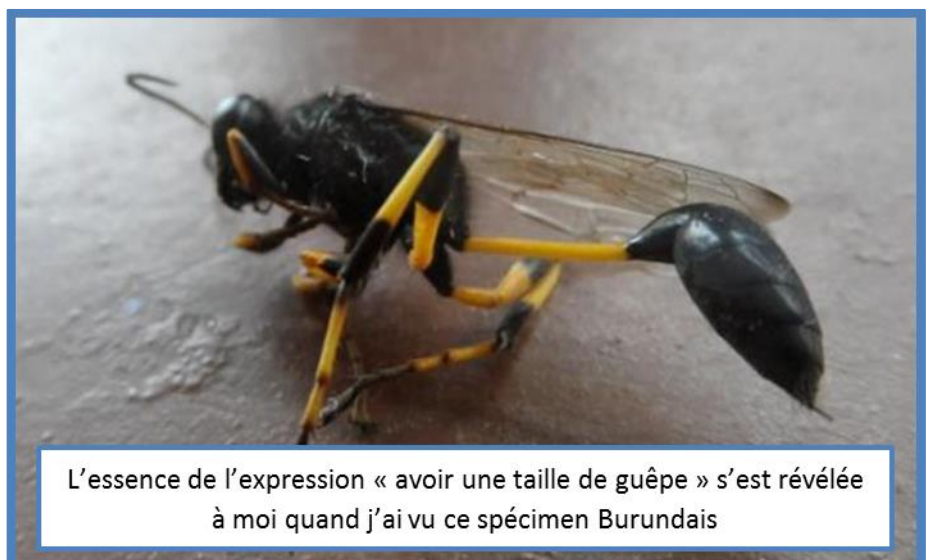 L'essence de l'expression « avoir une taille de guêpe » s'est révélée
à moi quand j'ai vu ce spécimen Burundais